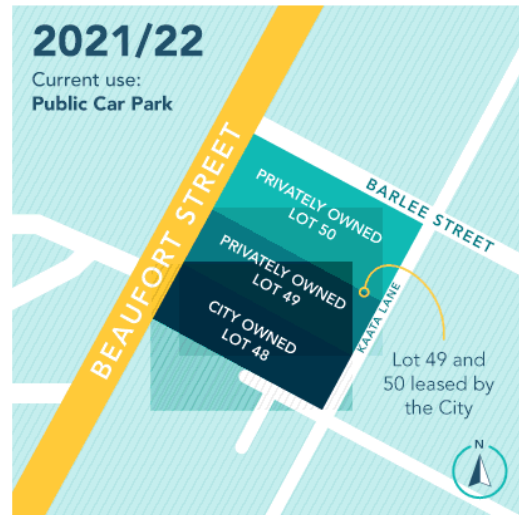 2021/22
Current use:
Public Car Park
BEAUFORT STREET
BARLEE STREET
PRIVATELY OWNED
LOT 50
PRIVATELY OWNED
LOT 49
CITY OWNED
LOT 48
KAATA LANE
Lot 49 and
50 leased by
the City
N